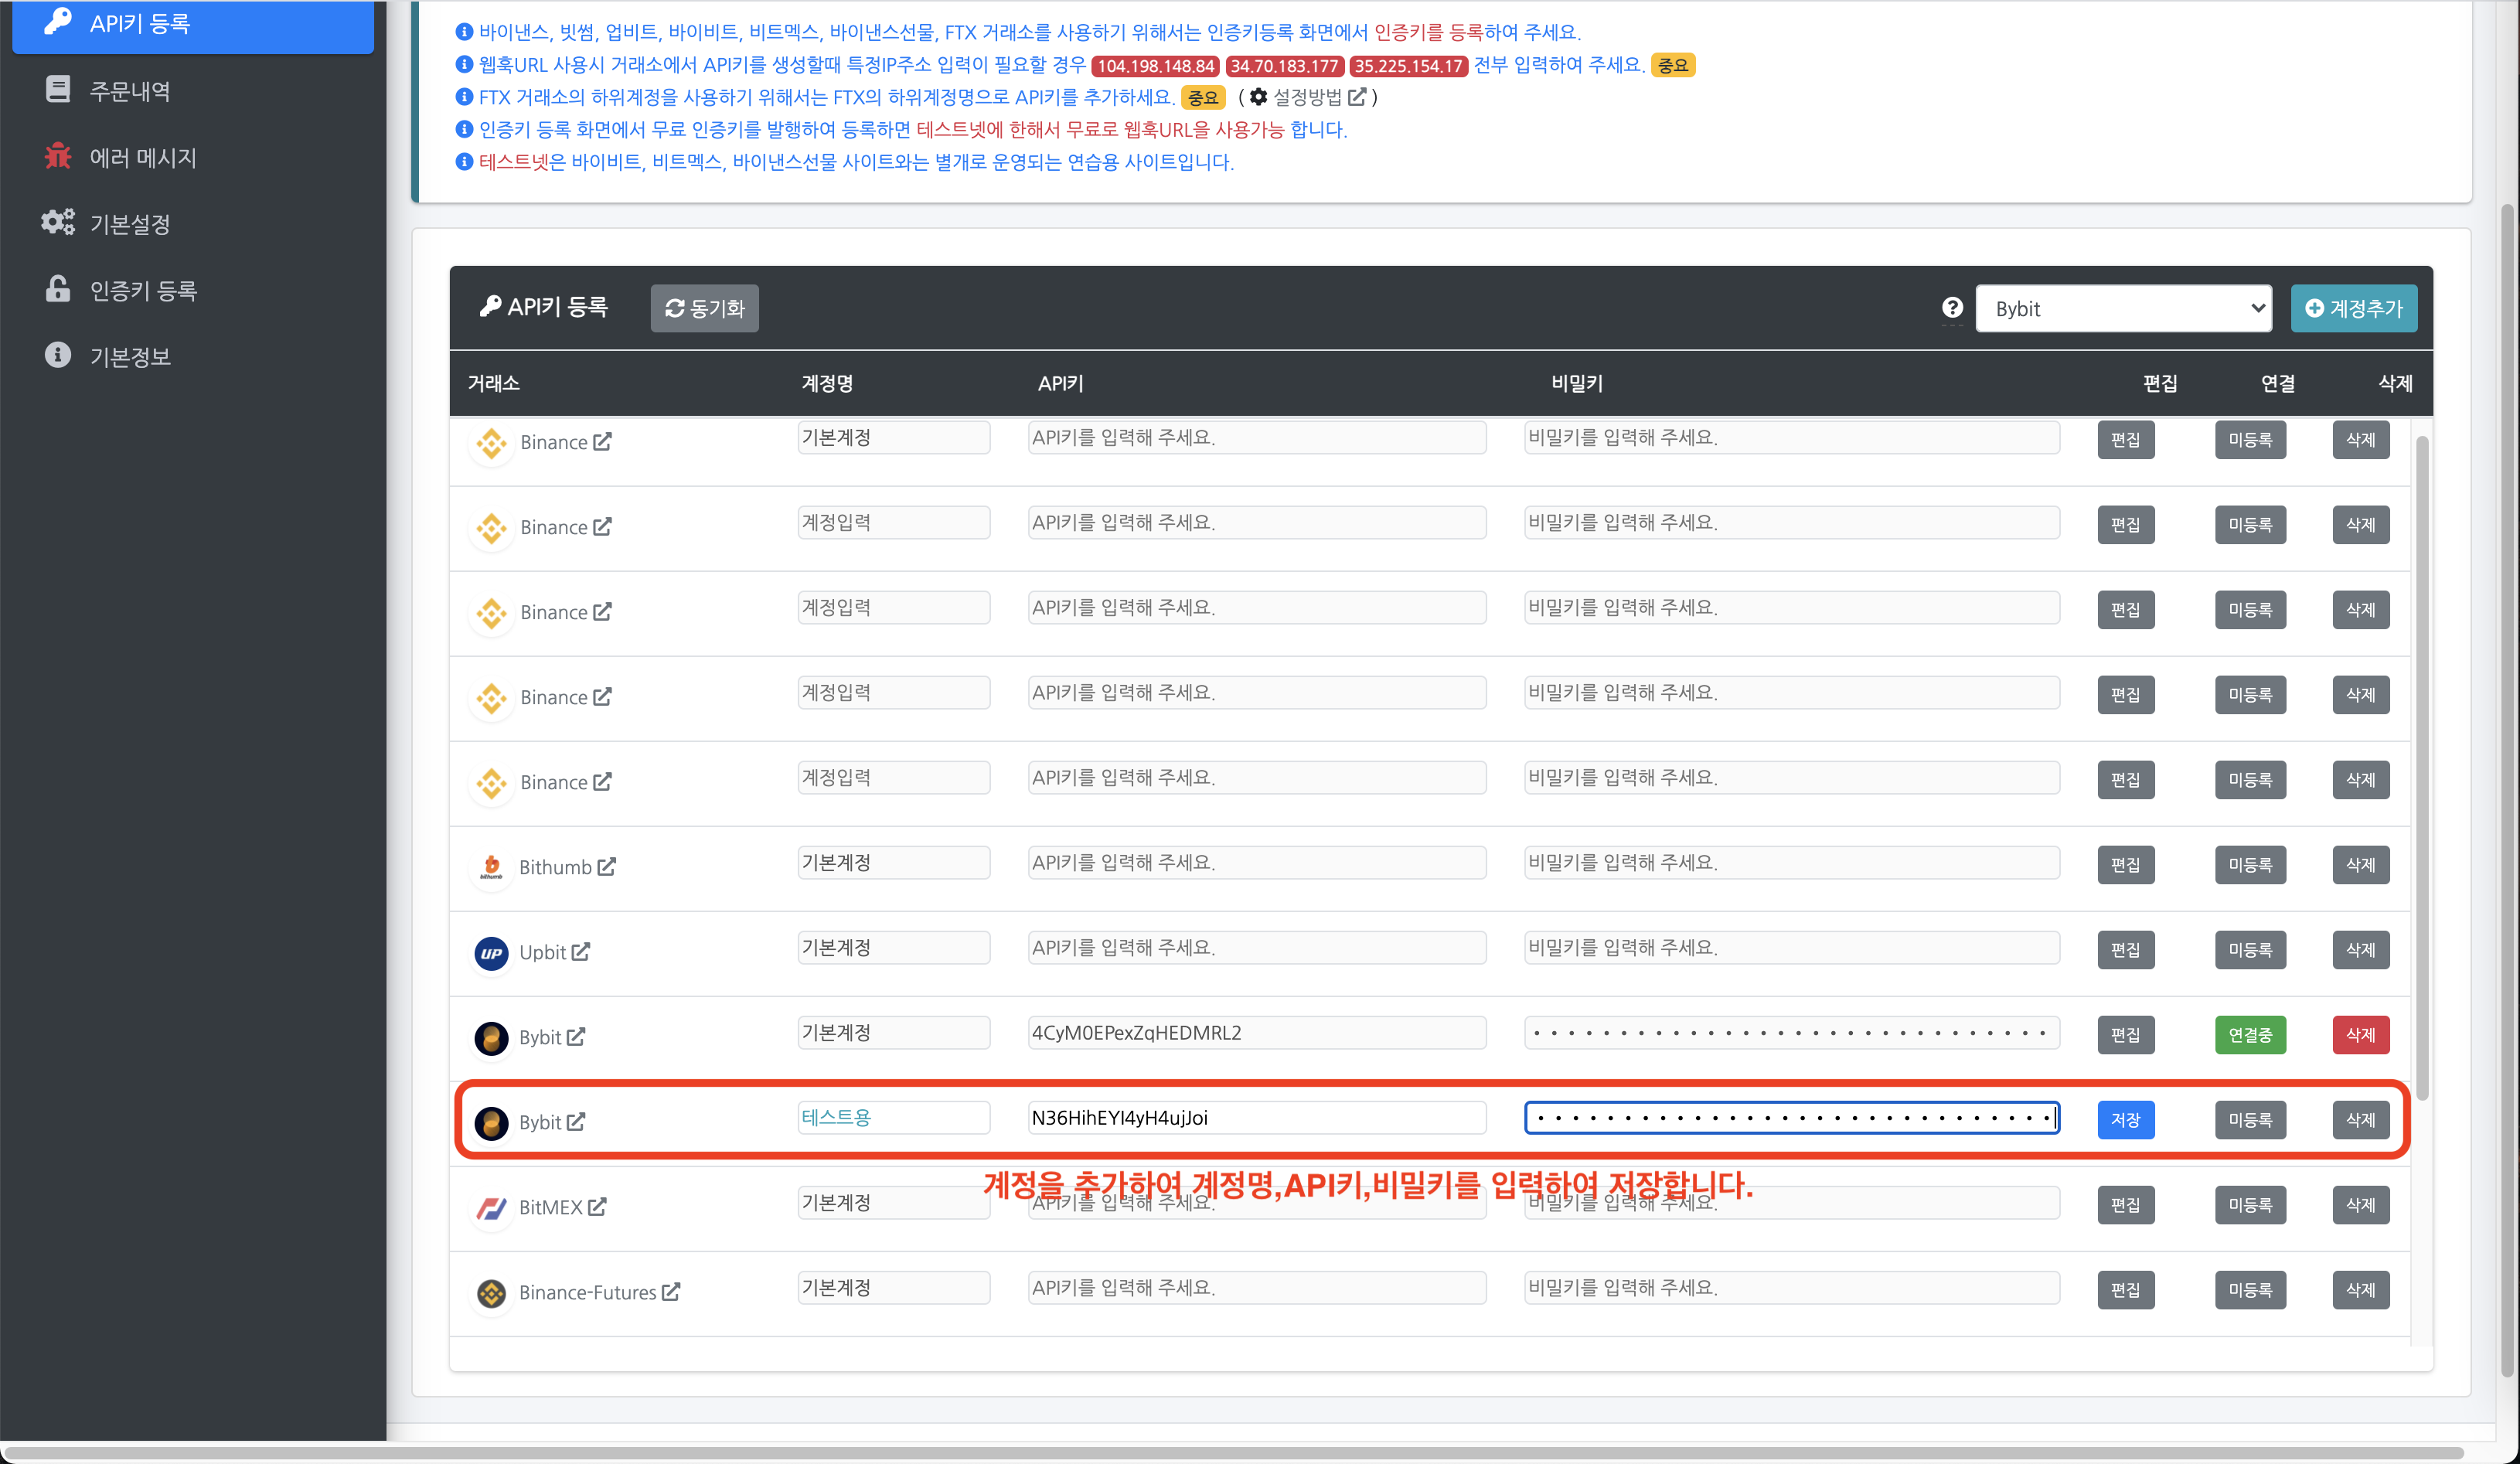 API키 등록
주문내역
에러 메시지
기본설정
인증키 등록
기본정보
바이낸스, 빗썸, 업비트, 바이비트, 비트멕스, 바이낸스선물, FTX 거래소를 사용하기 위해서는 인증키등록 화면에서 인증키를 등록하여 주세요.
웹훅URL 사용시 거래소에서 API키를 생성할때 특정IP주소 입력이 필요할 경우 104.198.148.84 34.70.183.177 35.225.154.17 전부 입력하여 주세요. 중요
FTX 거래소의 하위계정을 사용하기 위해서는 FTX의 하위계정명으로 API키를 추가하세요. 중요 ( 설정방법 )
인증키 등록 화면에서 무료 인증키를 발행하여 등록하면 테스트넷에 한해서 무료로 웹훅URL을 사용가능 합니다.
테스트넷은 바이비트, 비트멕스, 바이낸스선물 사이트와는 별개로 운영되는 연습용 사이트입니다.
API키 등록 동기화 Bybit 계정추가
거래소 계정명 API키 비밀키 편집 연결 삭제
Binance 기본계정 API키를 입력해 주세요. 비밀키를 입력해 주세요. 편집 미등록 삭제
Binance 계정입력 API키를 입력해 주세요. 비밀키를 입력해 주세요. 편집 미등록 삭제
Binance 계정입력 API키를 입력해 주세요. 비밀키를 입력해 주세요. 편집 미등록 삭제
Binance 계정입력 API키를 입력해 주세요. 비밀키를 입력해 주세요. 편집 미등록 삭제
Binance 계정입력 API키를 입력해 주세요. 비밀키를 입력해 주세요. 편집 미등록 삭제
bithumb Bithumb 기본계정 API키를 입력해 주세요. 비밀키를 입력해 주세요. 편집 미등록 삭제
UP Upbit 기본계정 API키를 입력해 주세요. 비밀키를 입력해 주세요. 편집 미등록 삭제
Bybit 기본계정 4CyM0EPexZqHEDMRL2 편집 연결중 삭제
Bybit 테스트용 N36HihEYI4yH4ujJoi 저장 미등록 삭제
계정을 추가하여 계정명,API키,비밀키를 입력하여 저장합니다.
BitMEX 기본계정 API키를 입력해 주세요. 비밀키를 입력해 주세요. 편집 미등록 삭제
Binance-Futures 기본계정 API키를 입력해 주세요. 비밀키를 입력해 주세요. 편집 미등록 삭제